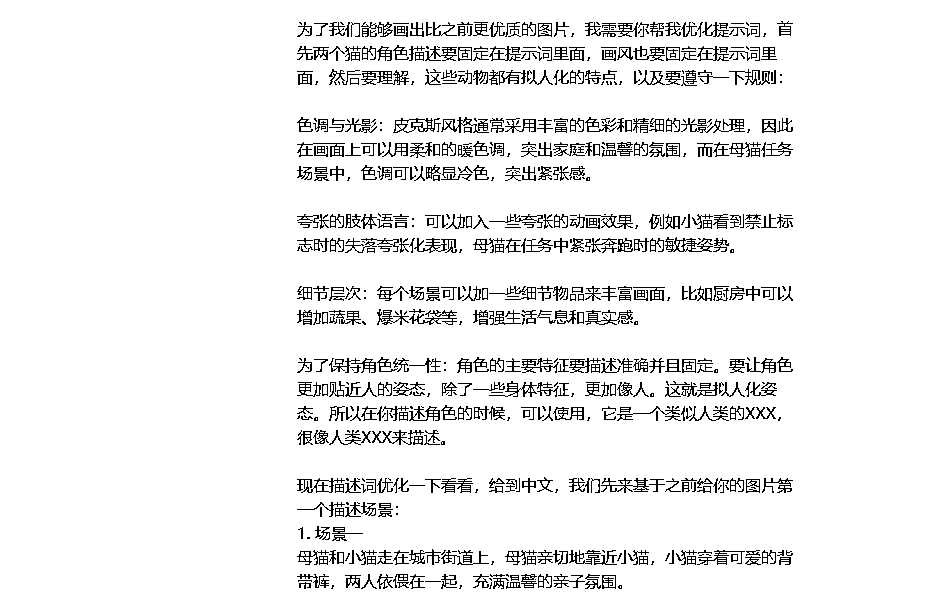 为了我们能够画出比之前更优质的图片，我需要你帮我优化提示词，首
先两个猫的角色描述要固定在提示词里面，画风也要固定在提示词里
面，然后要理解，这些动物都有拟人化的特点，以及要遵守一下规则：
色调与光影：皮克斯风格通常采用丰富的色彩和精细的光影处理，因此
在画面上可以用柔和的暖色调，突出家庭和温馨的氛围，而在母猫任务
场景中，色调可以略显冷色，突出紧张感。
夸张的肢体语言：可以加入一些夸张的动画效果，例如小猫看到禁止标
志时的失落夸张化表现，母猫在任务中紧张奔跑时的敏捷姿势。
细节层次：每个场景可以加一些细节物品来丰富画面，比如厨房中可以
增加蔬果、爆米花袋等，增强生活气息和真实感。
为了保持角色统一性：角色的主要特征要描述准确并且固定。要让角色
更加贴近人的姿态，除了一些身体特征，更加像人。这就是拟人化姿
态。所以在你描述角色的时候，可以使用，它是一个类似人类的XXX，
很像人类XXX来描述。
现在描述词优化一下看看，给到中文，我们先来基于之前给你的图片第
一个描述场景：
1. 场景一
母猫和小猫走在城市街道上，母猫亲切地靠近小猫，小猫穿着可爱的背
带裤，两人依偎在一起，充满温馨的亲子氛围。